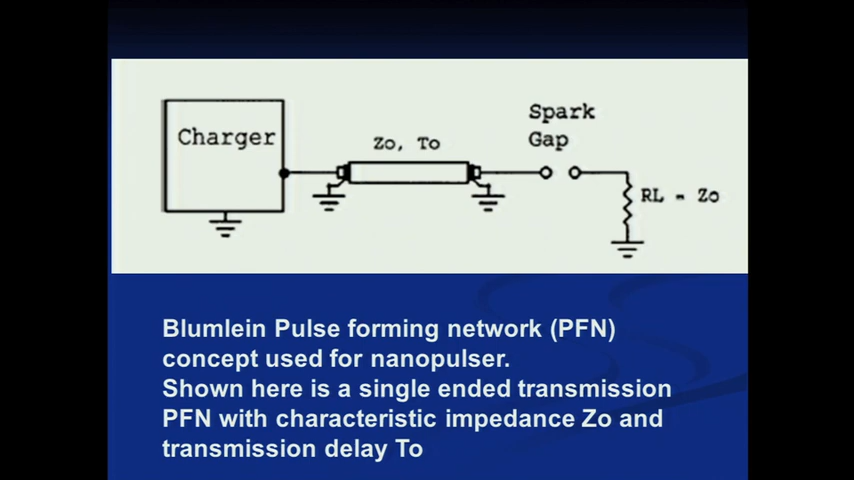 Charger
Zo, To
Spark
Gap
RL = Zo
Blumlein Pulse forming network (PFN)
concept used for nanopulser.
Shown here is a single ended transmission
PFN with characteristic impedance Zo and
transmission delay To